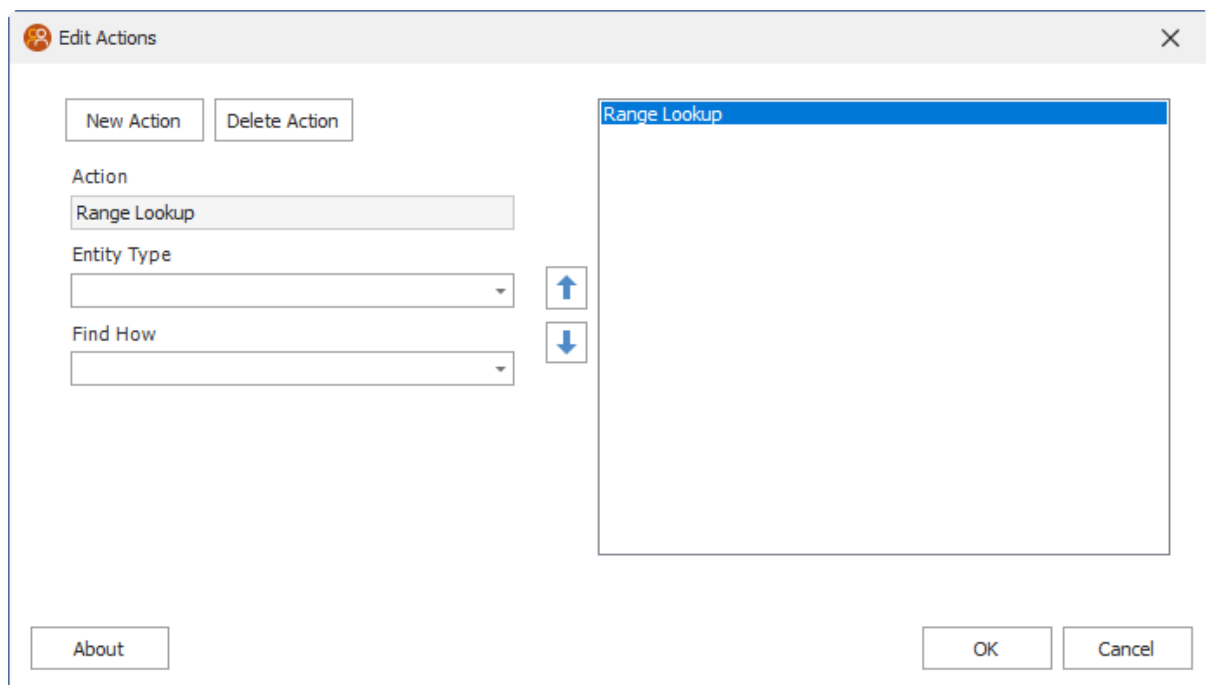 Edit Actions
New Action
Delete Action
Range Lookup
Action
Range Lookup
Entity Type
Find How
About
OK
Cancel